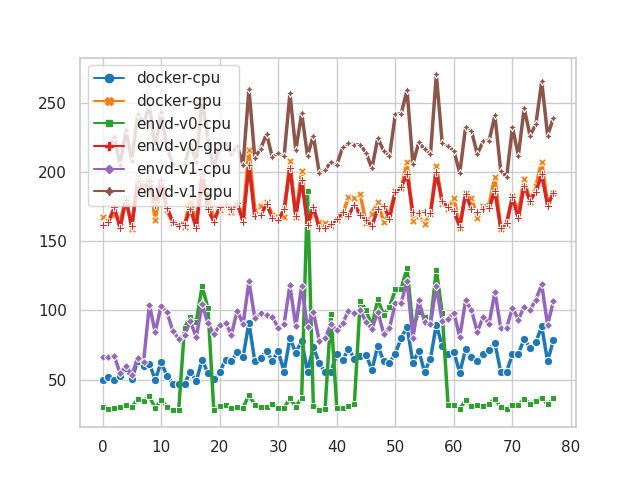 docker-cpu
docker-gpu
envd-v0-cpu
envd-v0-gpu
envd-v1-cpu
envd-v1-gpu
250
200
150
100
50
0 10 20 30 40 50 60 70 80